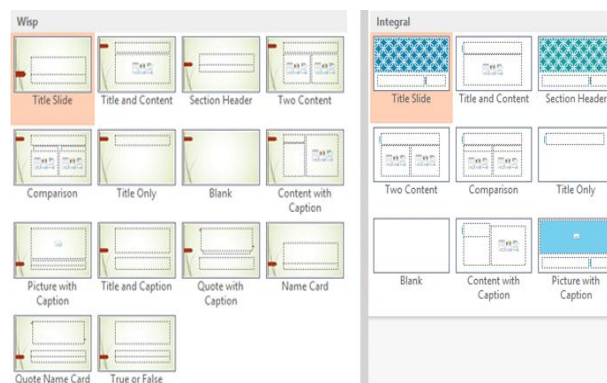 Wisp
Title Slide
Title and Content
Section Header
Two Content
Comparison
Title Only
Blank
Content with
Caption
Picture with
Caption
Title and Caption
Quote with
Caption
Name Card
Quote Name Card
True or False
Integral
Title Slide
Title and Content
Section Header
Two Content
Comparison
Title Only
Blank
Content with
Caption
Picture with
Caption